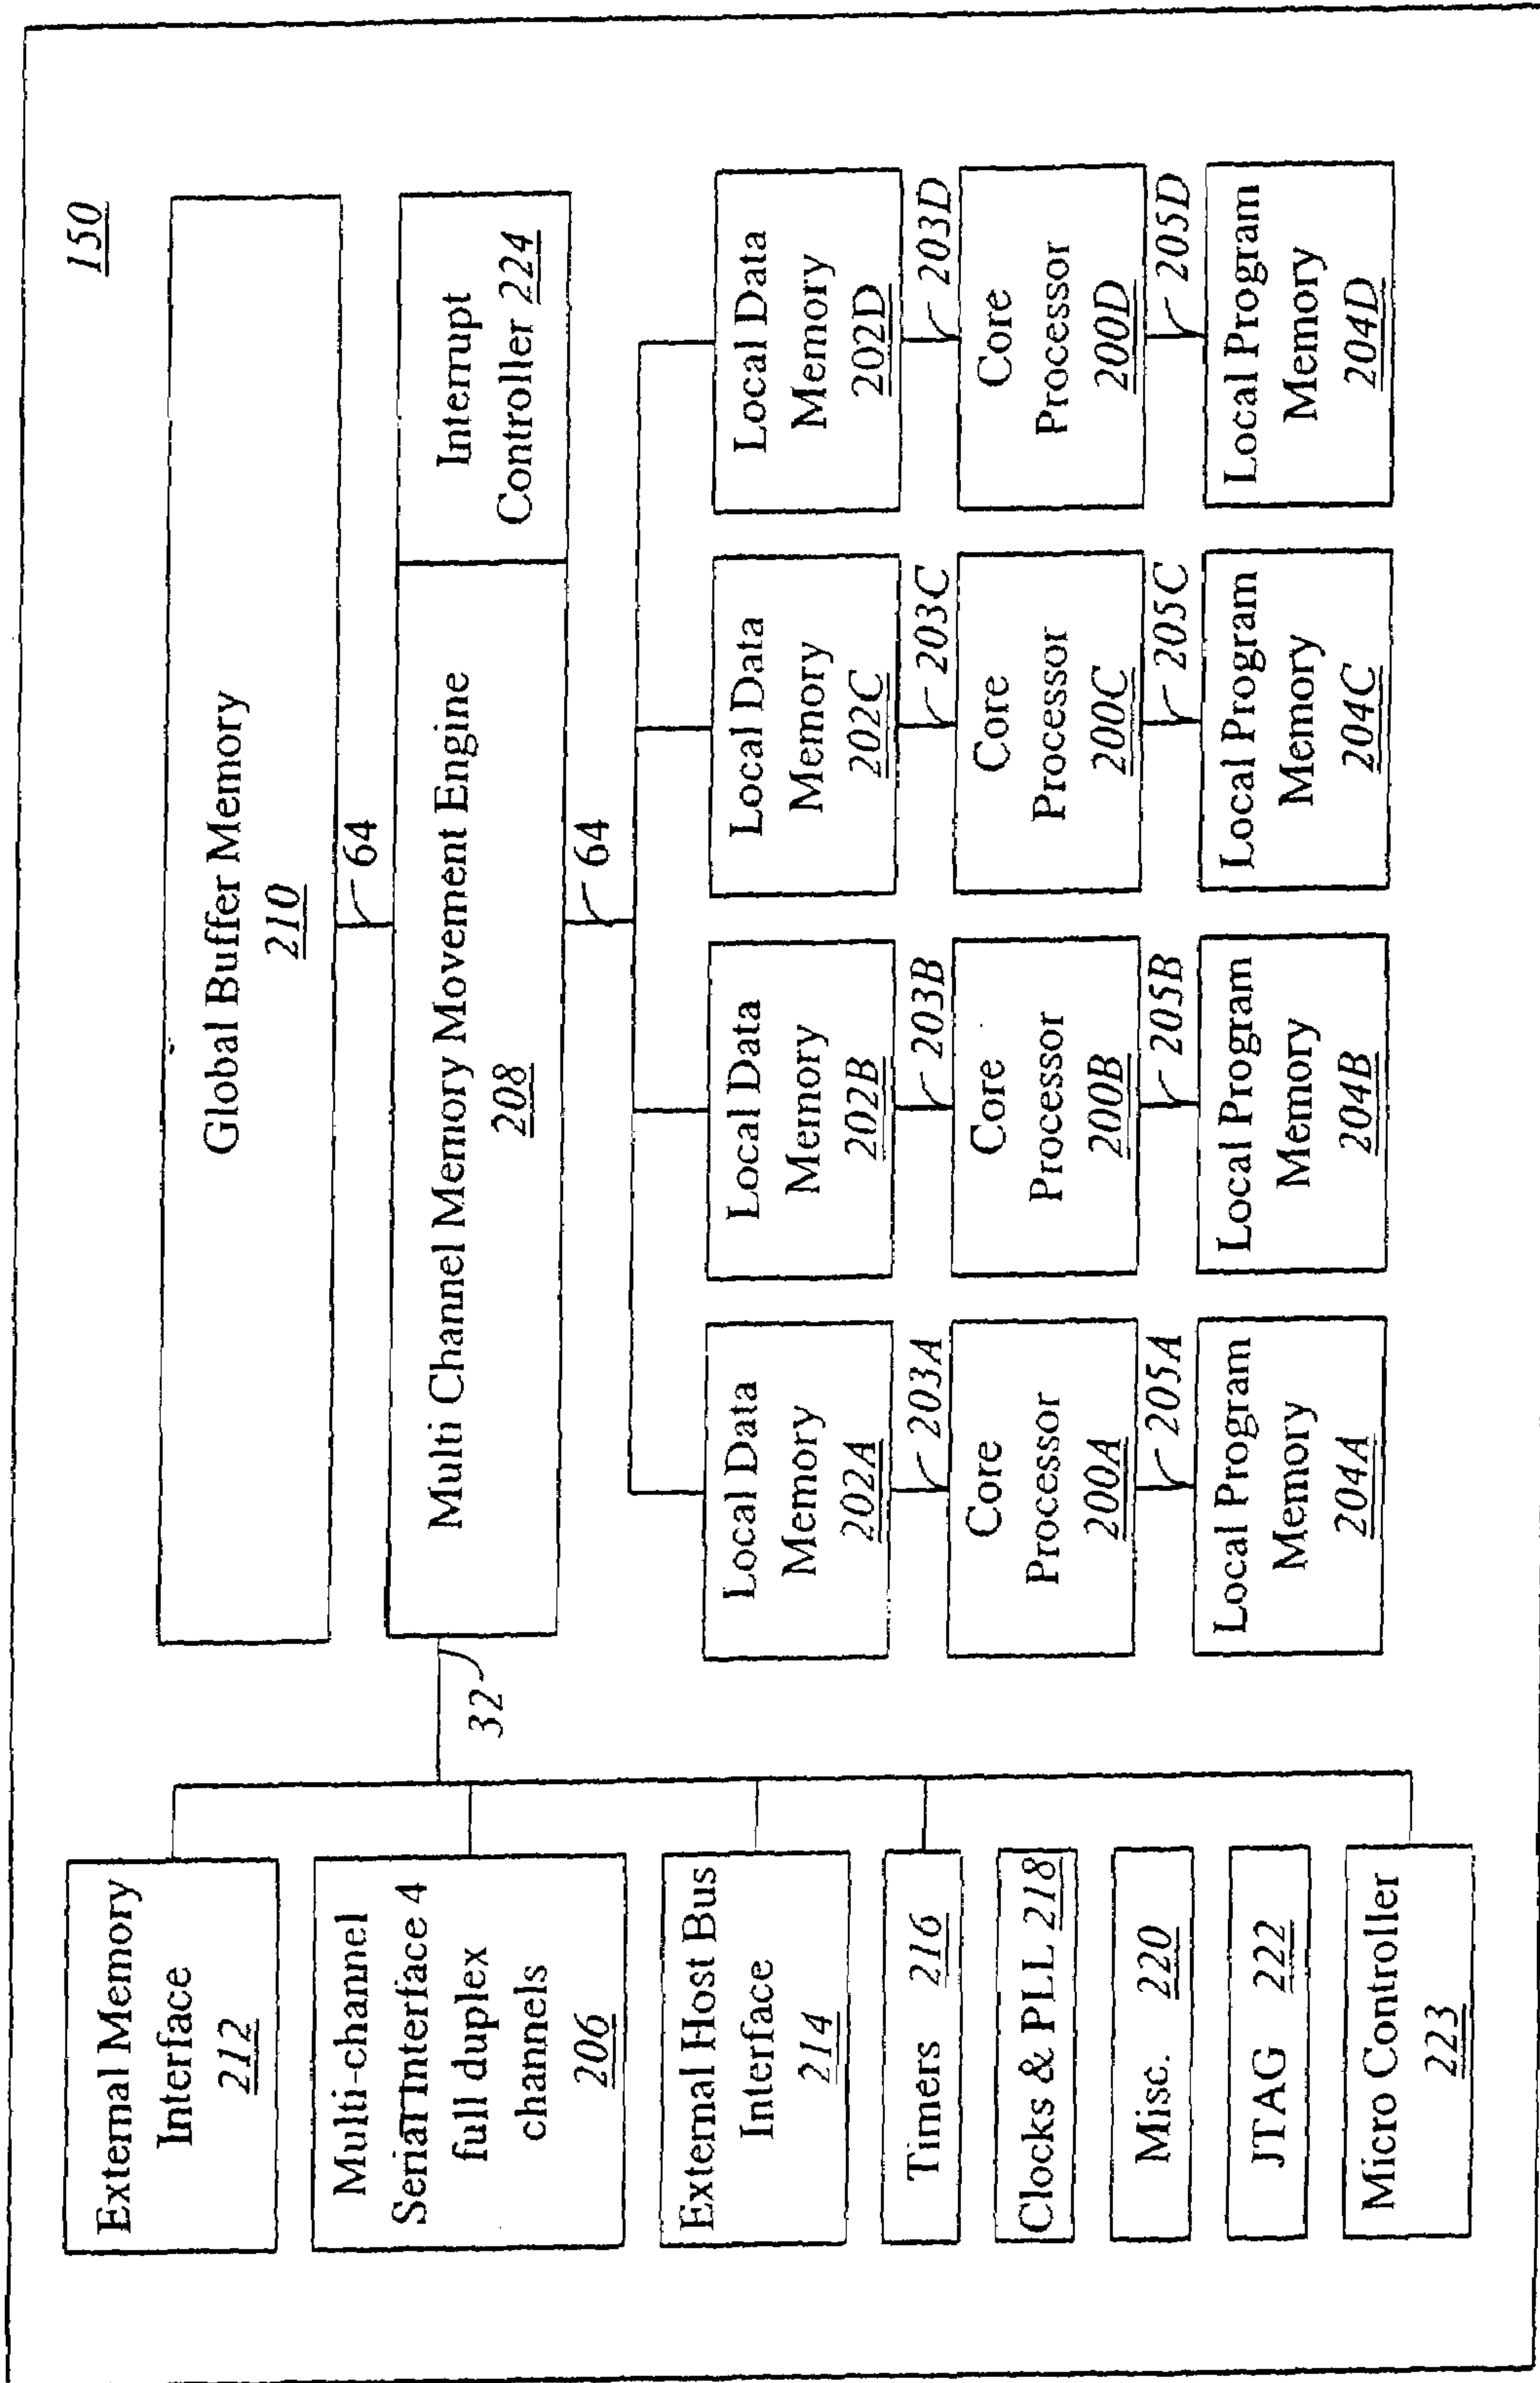 150
External Memory
Interface
212
Multi-channel
Serial Interface 4
full duplex
channels
206
External Host Bus
Interface
214
Timers 216
Clocks & PLL 218
Misc. 220
JTAG 222
Micro Controller
223
32
Global Buffer Memory
210
64
Multi Channel Memory Movement Engine
208
Interrupt
Controller 224
64
Local Data
Memory
202A
203A
Core
Processor
200A
205A
Local Program
Memory
204A
Local Data
Memory
202B
203B
Core
Processor
200B
205B
Local Program
Memory
204B
Local Data
Memory
202C
203C
Core
Processor
200C
205C
Local Program
Memory
204C
Local Data
Memory
202D
203D
Core
Processor
200D
205D
Local Program
Memory
204D